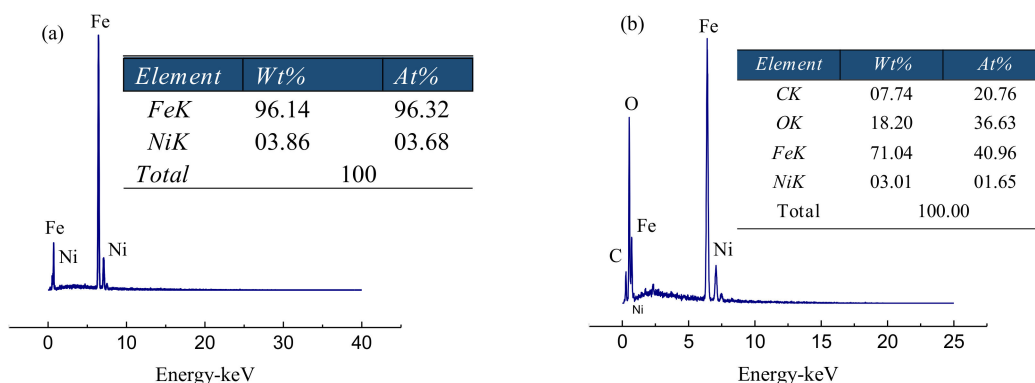 (a)
Fe
Element Wt% At%
FeK 96.14 96.32
NiK 03.86 03.68
Total 100
Fe
Ni
Ni
0 10 20 30 40
Energy-keV
(b)
Fe
Element Wt% At%
CK 07.74 20.76
OK 18.20 36.63
FeK 71.04 40.96
NiK 03.01 01.65
Total 100.00
O
Fe
Ni
C
Ni
0 5 10 15 20 25
Energy-keV